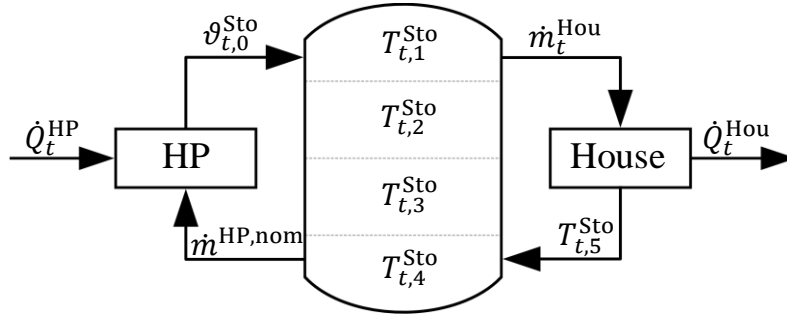 ϑ_{t,0}^{Sto}
T_{t,1}^{Sto}
ṁ_t^{Hou}
T_{t,2}^{Sto}
Q̇_t^{HP}
HP
House
Q̇_t^{Hou}
T_{t,3}^{Sto}
ṁ^{HP,nom}
T_{t,4}^{Sto}
T_{t,5}^{Sto}